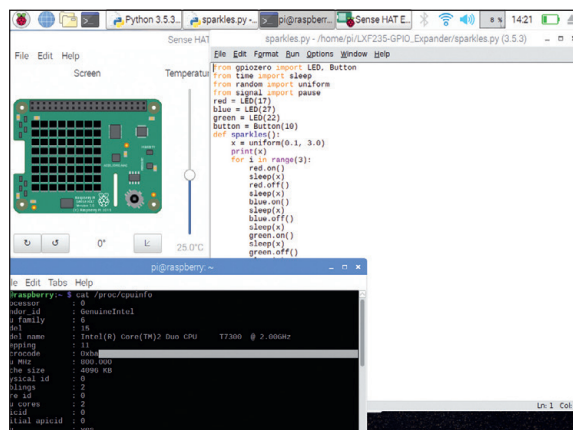 Python 3.5.3...
sparkles.py -...
pi@raspberr...
Sense HAT E...
8 %
14:21
Sense HAT
File Edit View Help
Screen
Temperatur
0°
25.0°C
sparkles.py - /home/pi/LXF235-GPIO_Expander/sparkles.py (3.5.3)
File Edit Format Run Options Window Help
from gpiozero import LED, Button
from time import sleep
from random import uniform
from signal import pause
red = LED(17)
blue = LED(27)
green = LED(22)
button = Button(10)
def sparkles():
x = uniform(0.1, 3.0)
print(x)
for i in range(3):
red.on()
sleep(x)
red.off()
sleep(x)
blue.on()
sleep(x)
blue.off()
sleep(x)
green.on()
sleep(x)
green.off()
Ln: 1 Col:
pi@raspberry: ~
le Edit Tabs Help
@raspberry:~ $ cat /proc/cpuinfo
ocessor : 0
ndor_id : GenuineIntel
u family : 6
del : 15
del name : Intel(R) Core(TM)2 Duo CPU T7300 @ 2.00GHz
epping : 11
crocode : 0xba
u MHz : 800.000
che size : 4096 KB
ysical id : 0
blings : 2
re id : 0
u cores : 2
icid : 0
itial apicid : 0